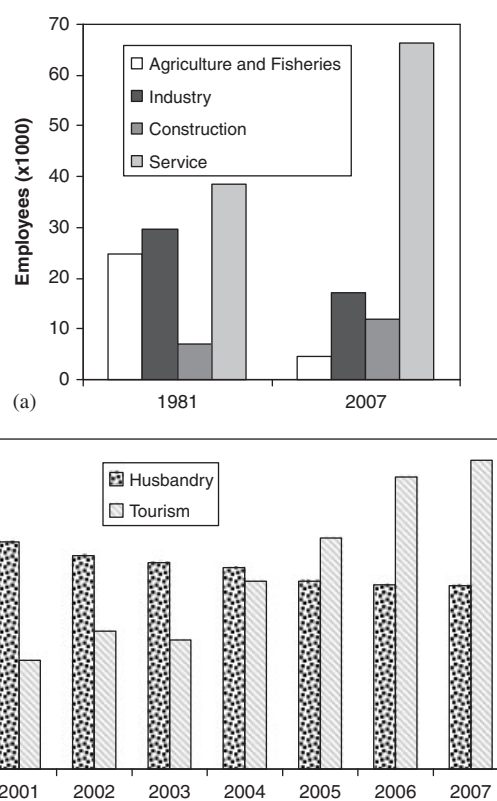 70
60
50
40
30
20
10
0
Employees (x1000)
Agriculture and Fisheries
Industry
Construction
Service
(a)
1981
2007
Husbandry
Tourism
2001
2002
2003
2004
2005
2006
2007